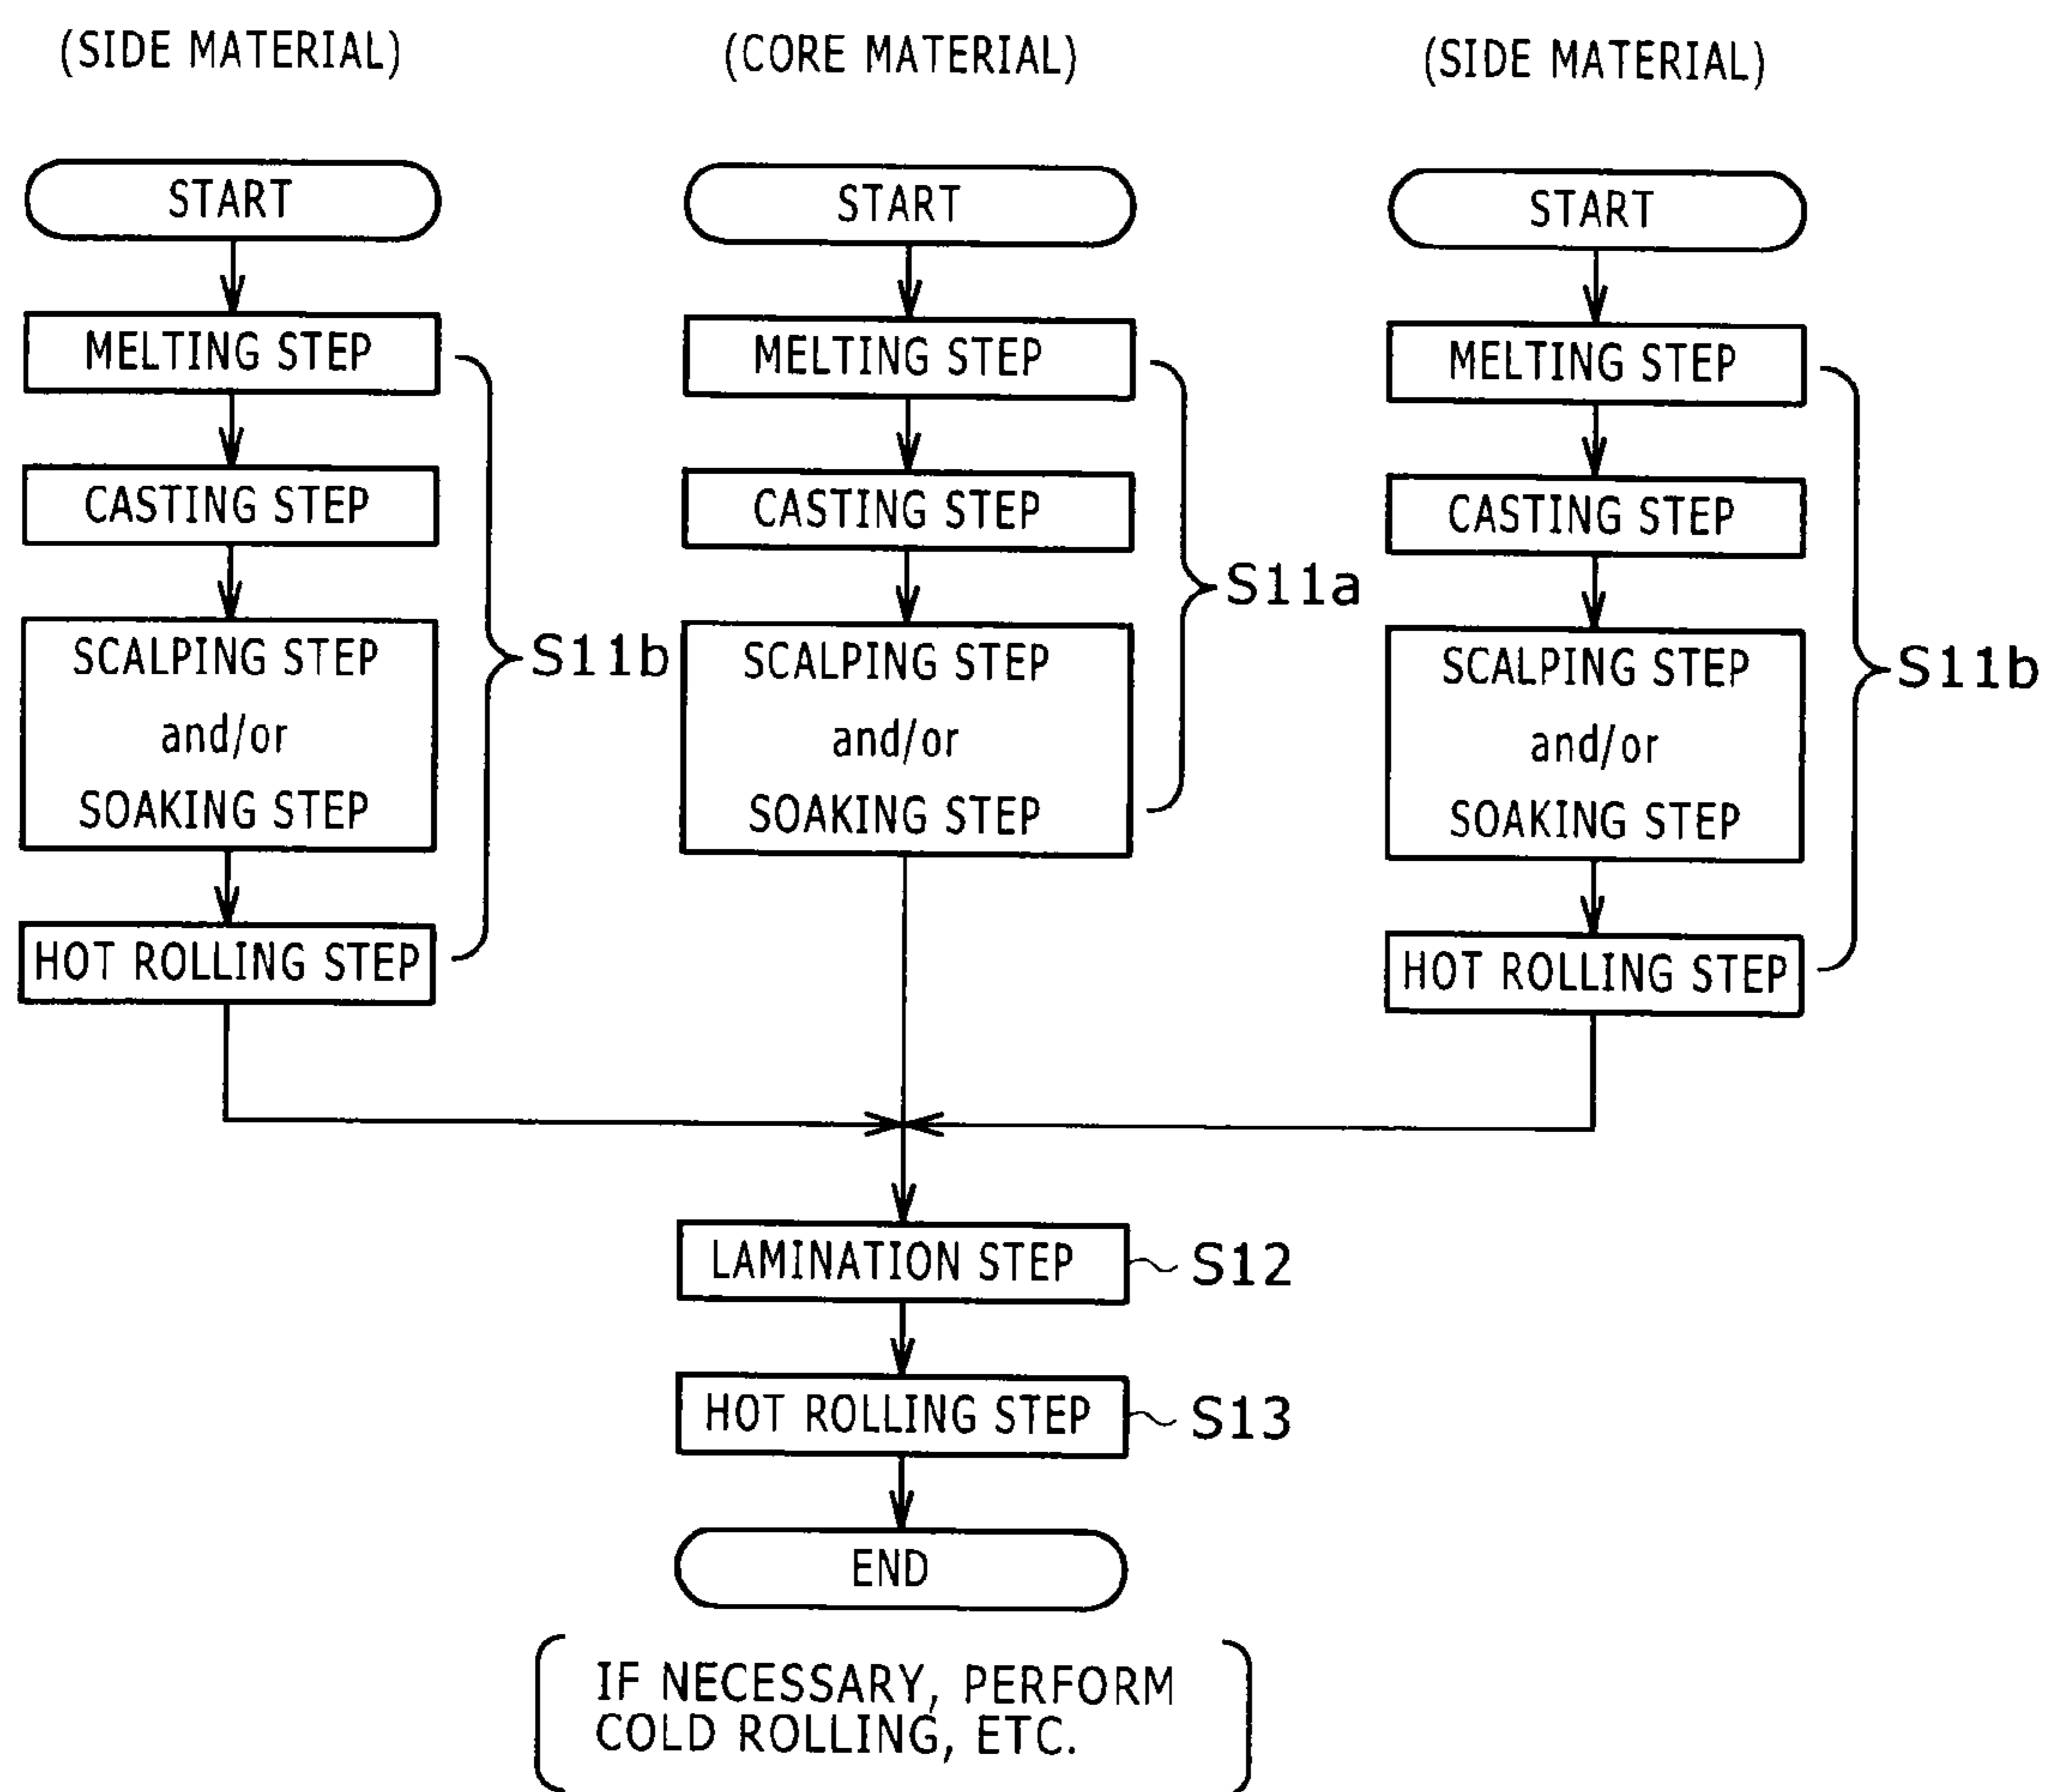 (SIDE MATERIAL)
(CORE MATERIAL)
(SIDE MATERIAL)
START
START
START
MELTING STEP
MELTING STEP
MELTING STEP
CASTING STEP
CASTING STEP
CASTING STEP
S11a
SCALPING STEP
and/or
SOAKING STEP
S11b
SCALPING STEP
and/or
SOAKING STEP
SCALPING STEP
and/or
SOAKING STEP
S11b
HOT ROLLING STEP
HOT ROLLING STEP
LAMINATION STEP
S12
HOT ROLLING STEP
S13
END
IF NECESSARY, PERFORM
COLD ROLLING, ETC.